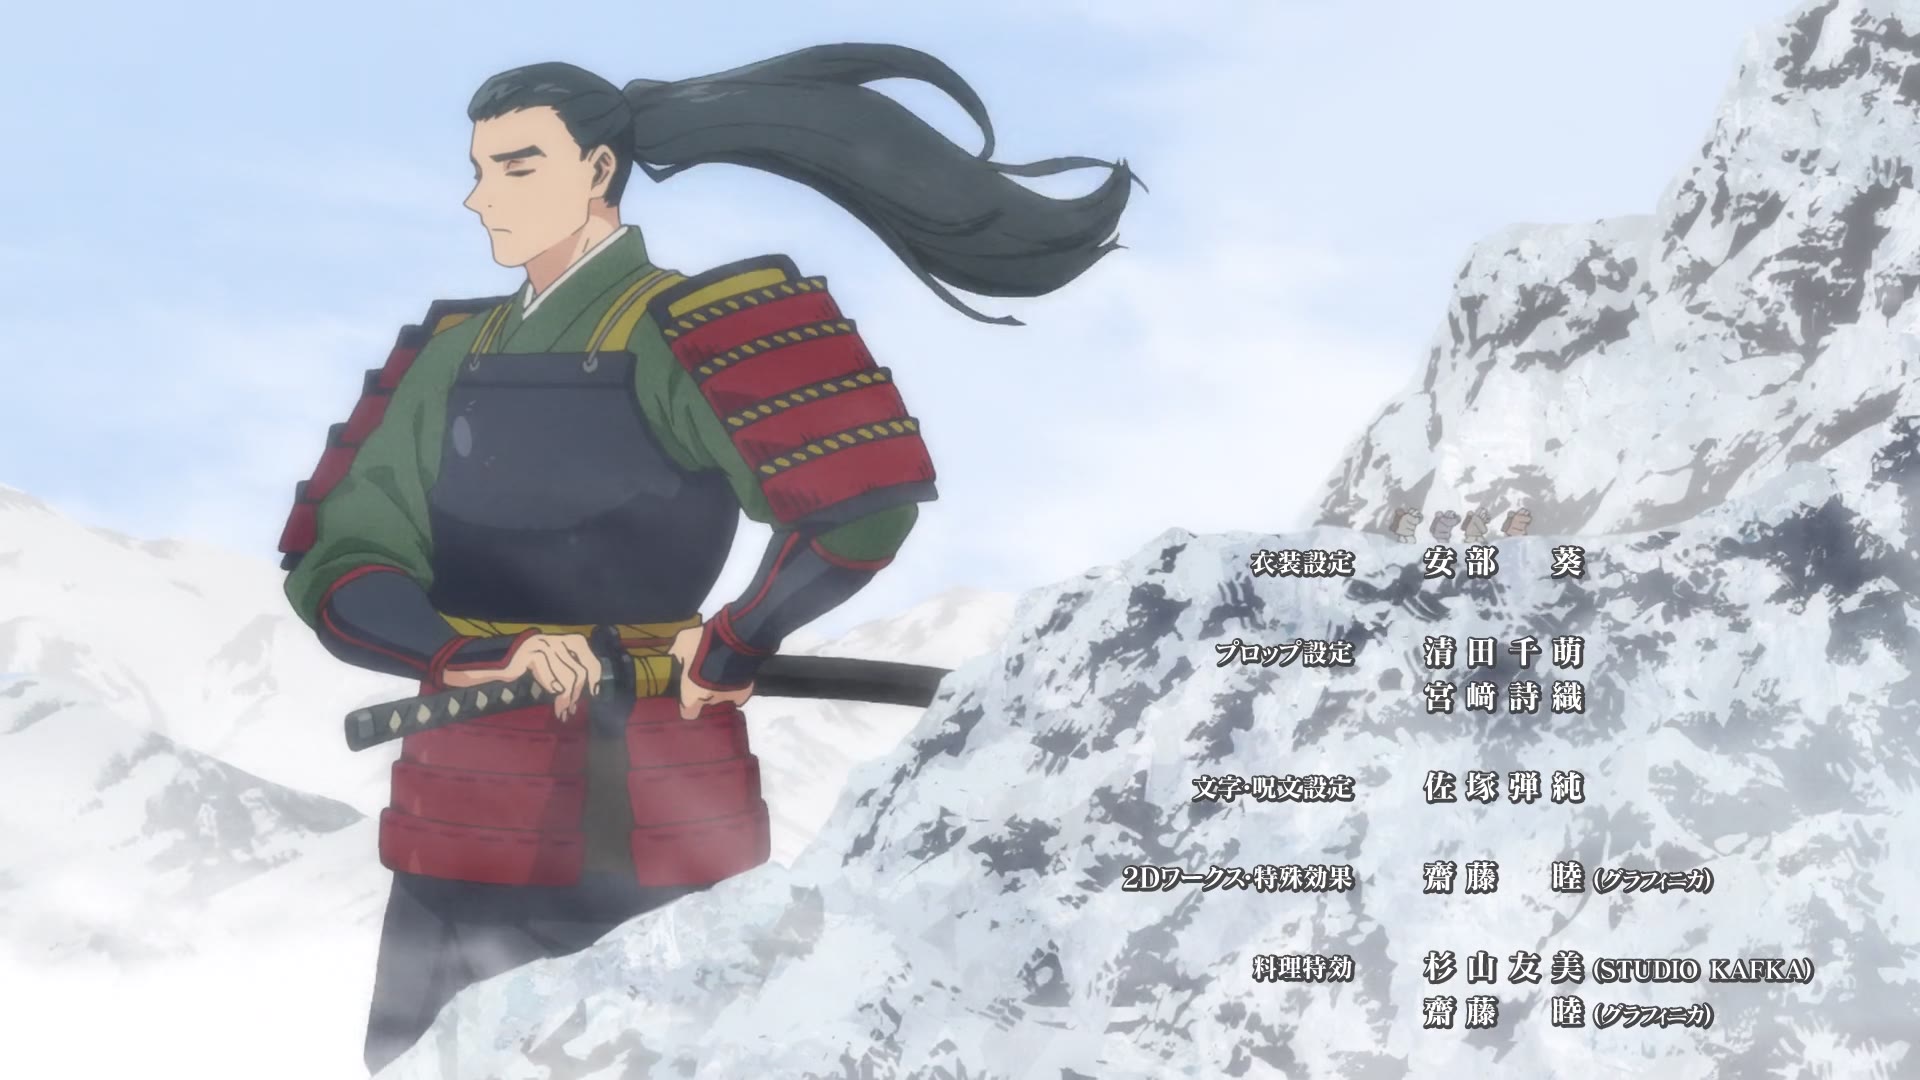 衣装設定 安部 葵
プロップ設定 清田千萌
宮﨑詩織
文字・呪文設定 佐塚弾純
2Dワークス・特殊効果 齋藤 睦(グラフィニカ)
料理特効 杉山友美(STUDIO KAFKA)
齋藤 睦(グラフィニカ)